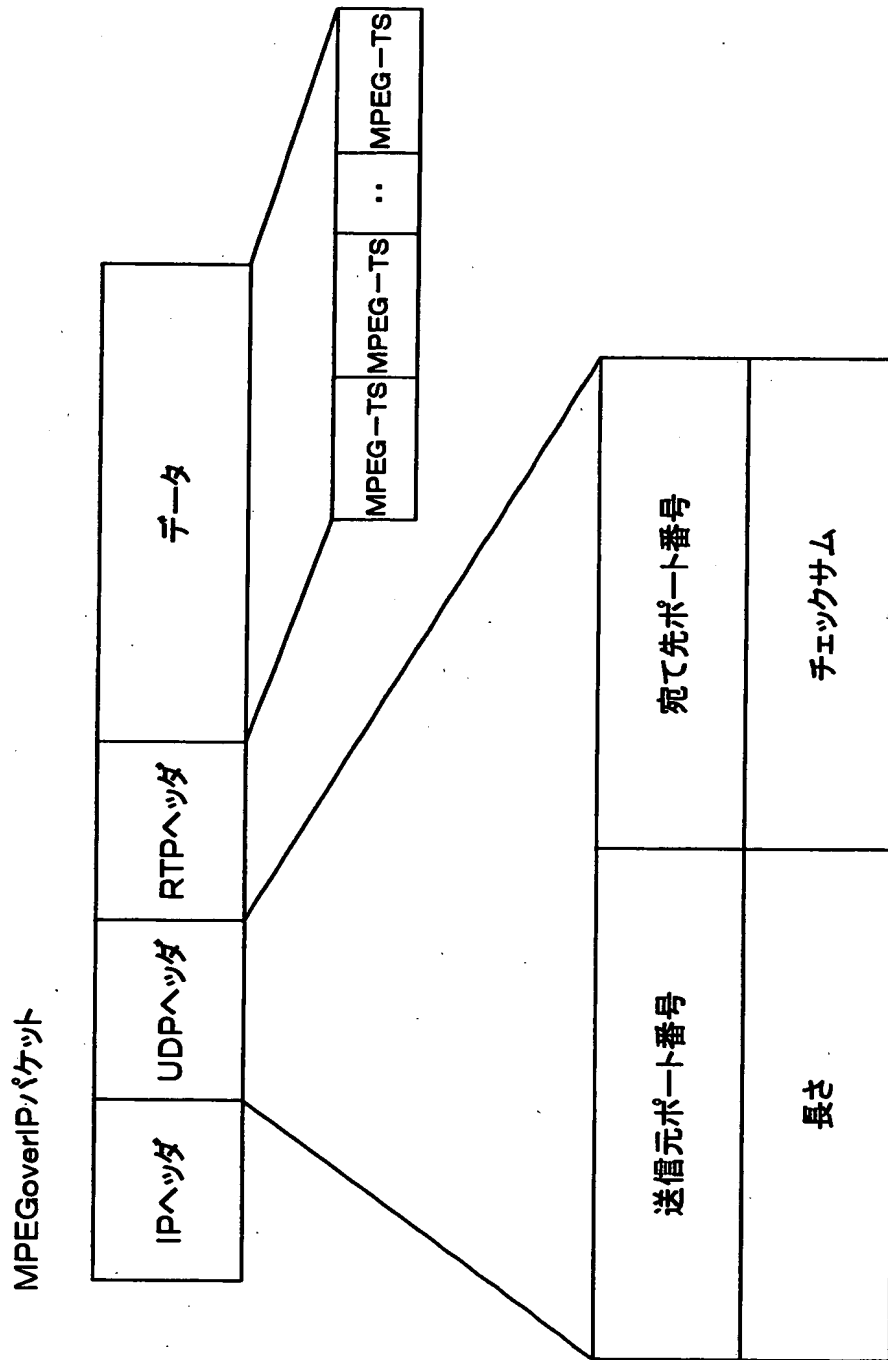 MPEGoverIPパケット
IPヘッダ
UDPヘッダ
RTPヘッダ
データ
MPEG−TS
MPEG−TS
MPEG−TS
‥
MPEG−TS
送信元ポート番号
宛て先ポート番号
長さ
チェックサム